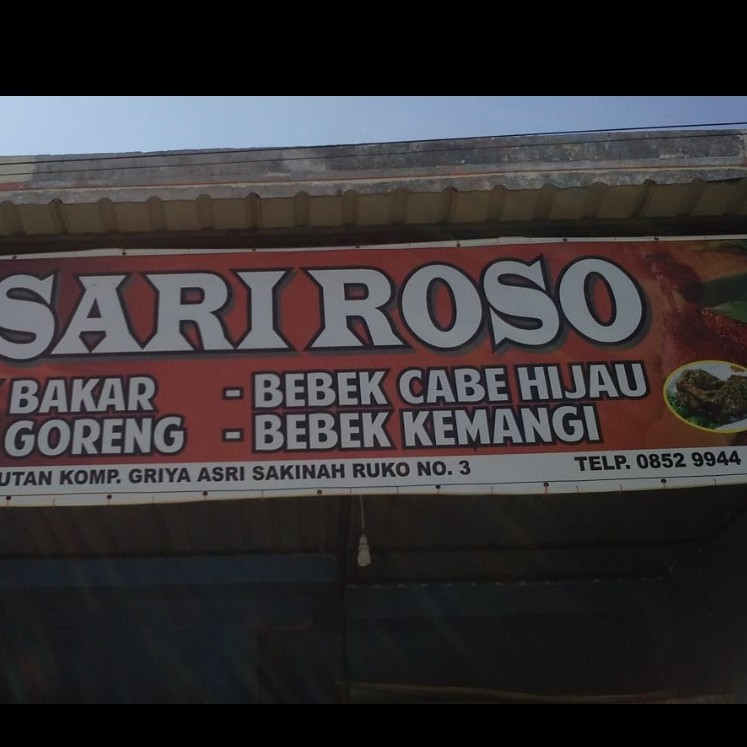 SARI ROSO
BAKAR - BEBEK CABE HIJAU
GORENG - BEBEK KEMANGI
UTAN KOMP. GRIYA ASRI SAKINAH RUKO NO. 3 TELP. 0852 9944